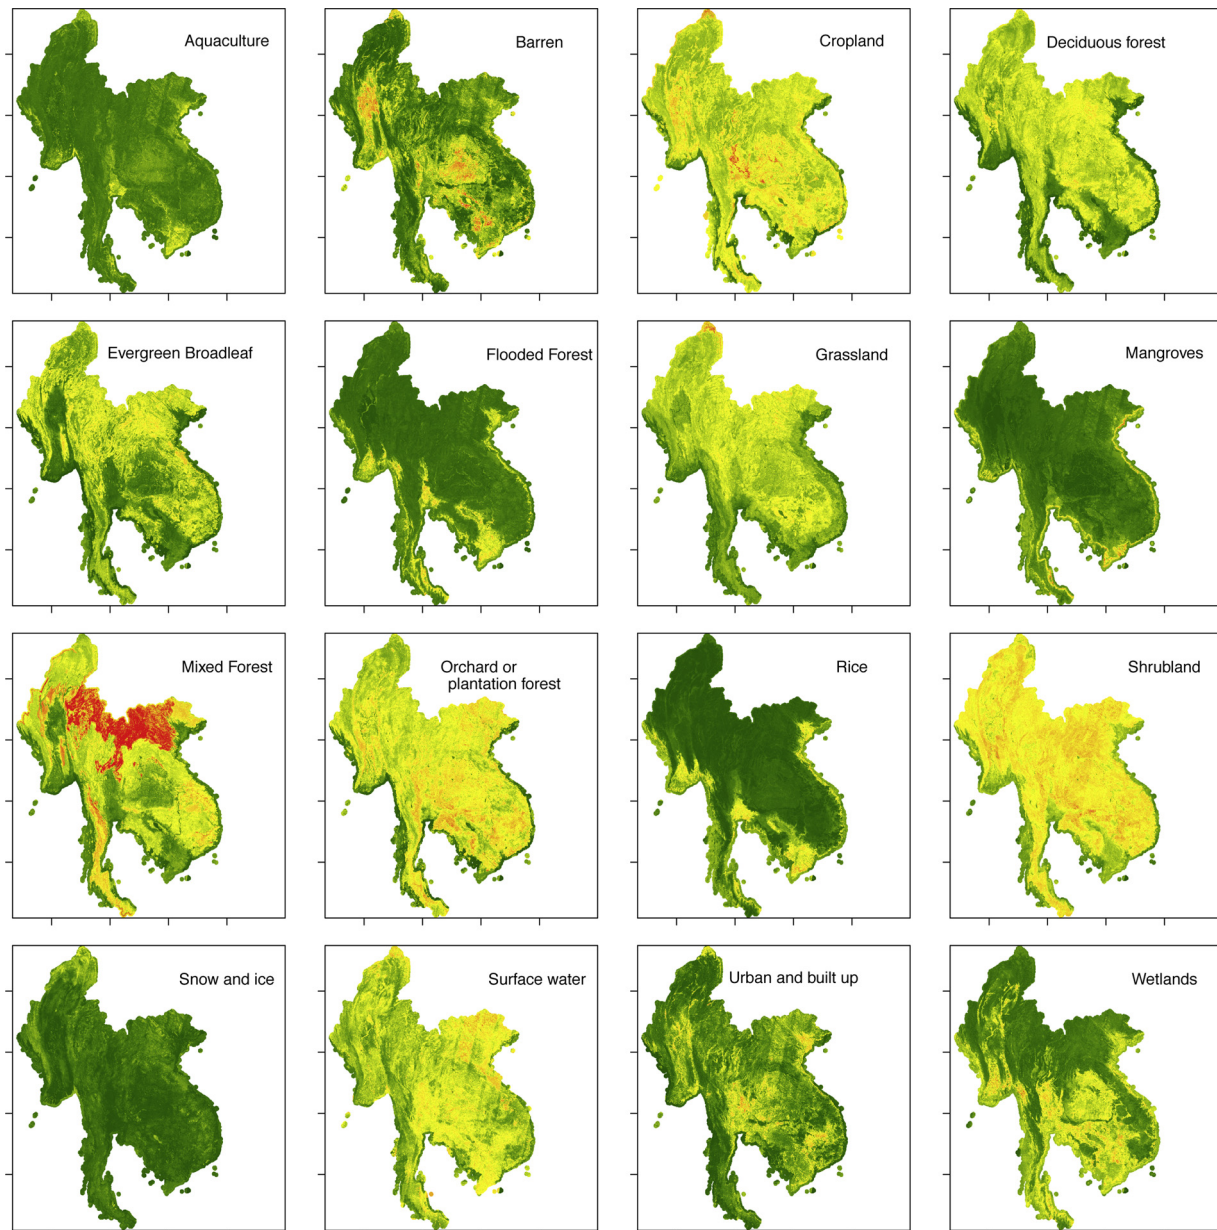 Aquaculture
Barren
Cropland
Deciduous forest
Evergreen Broadleaf
Flooded Forest
Grassland
Mangroves
Mixed Forest
Orchard or
plantation forest
Rice
Shrubland
Snow and ice
Surface water
Urban and built up
Wetlands